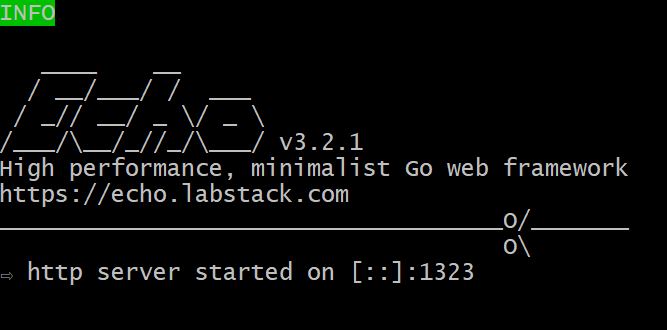 INFO
   ____    __
  / __/___/ /  ___
 / _// __/ _ \/ _ \
/___/\__/_//_/\___/ v3.2.1
High performance, minimalist Go web framework
https://echo.labstack.com
____________________________________O/_______
                                    O\
⇨ http server started on [::]:1323